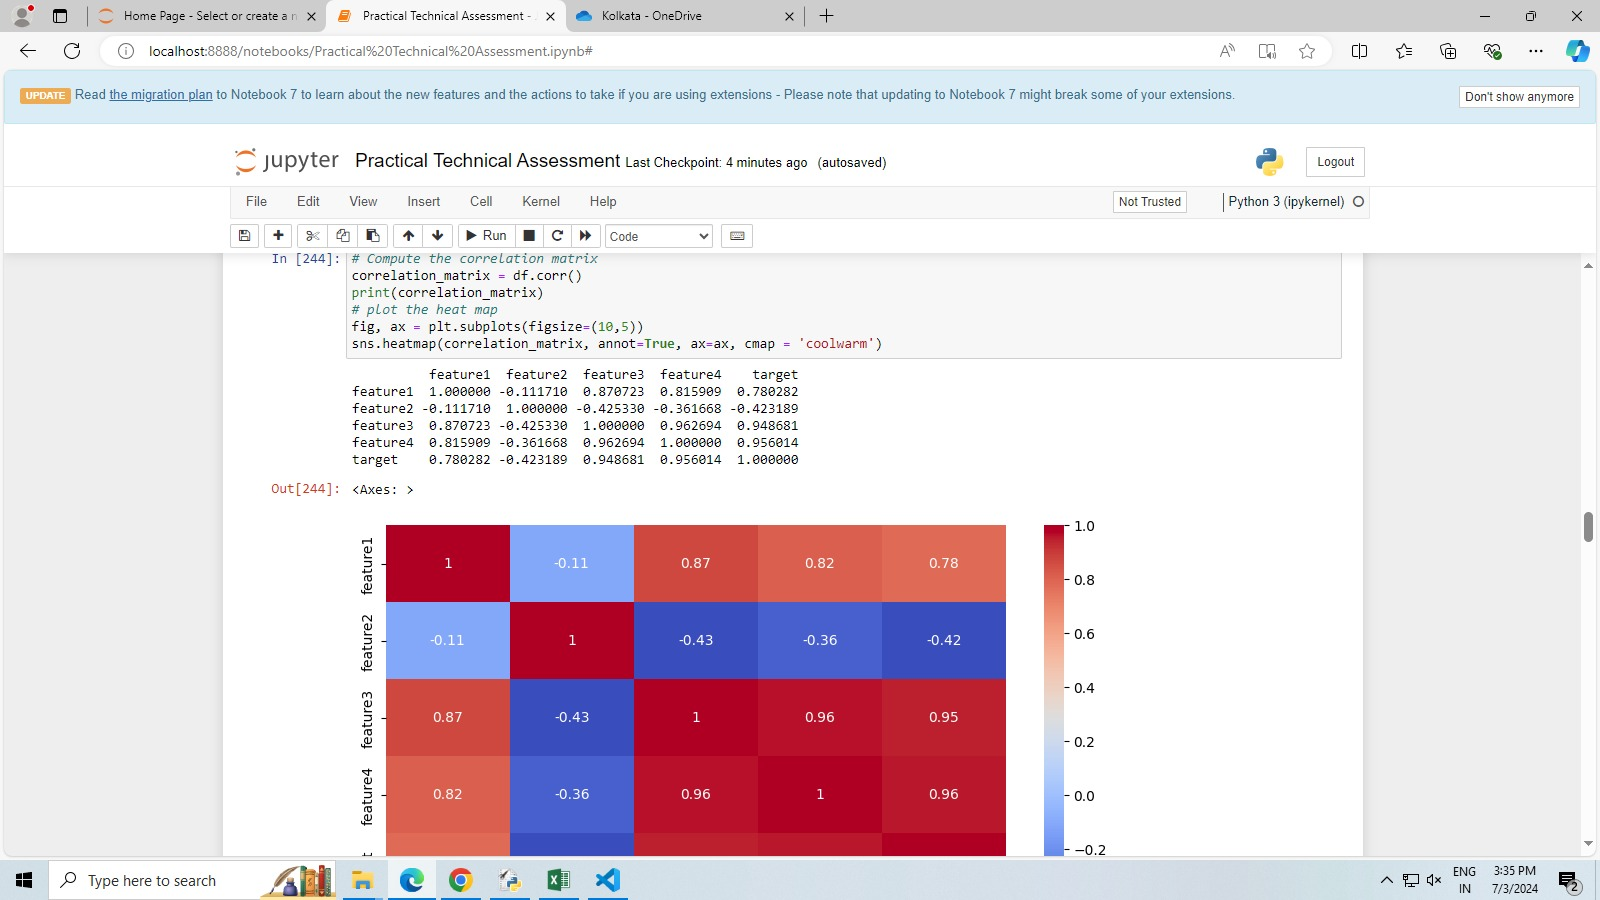 Home Page - Select or create a n
Practical Technical Assessment -
Kolkata - OneDrive
localhost:8888/notebooks/Practical%20Technical%20Assessment.ipynb#
UPDATE Read the migration plan to Notebook 7 to learn about the new features and the actions to take if you are using extensions - Please note that updating to Notebook 7 might break some of your extensions.
Don't show anymore
jupyter Practical Technical Assessment Last Checkpoint: 4 minutes ago (autosaved)
Logout
File Edit View Insert Cell Kernel Help
Not Trusted
Python 3 (ipykernel)
Run
Code
In [244]: # Compute the correlation matrix
correlation_matrix = df.corr()
print(correlation_matrix)
# plot the heat map
fig, ax = plt.subplots(figsize=(10,5))
sns.heatmap(correlation_matrix, annot=True, ax=ax, cmap = 'coolwarm')
feature1 feature2 feature3 feature4 target
feature1 1.000000 -0.111710 0.870723 0.815909 0.780282
feature2 -0.111710 1.000000 -0.425330 -0.361668 -0.423189
feature3 0.870723 -0.425330 1.000000 0.962694 0.948681
feature4 0.815909 -0.361668 0.962694 1.000000 0.956014
target 0.780282 -0.423189 0.948681 0.956014 1.000000
Out[244]: <Axes: >
feature1 1 -0.11 0.87 0.82 0.78
feature2 -0.11 1 -0.43 -0.36 -0.42
feature3 0.87 -0.43 1 0.96 0.95
feature4 0.82 -0.36 0.96 1 0.96
1.0
0.8
0.6
0.4
0.2
0.0
−0.2
Type here to search
ENG
IN
3:35 PM
7/3/2024
2